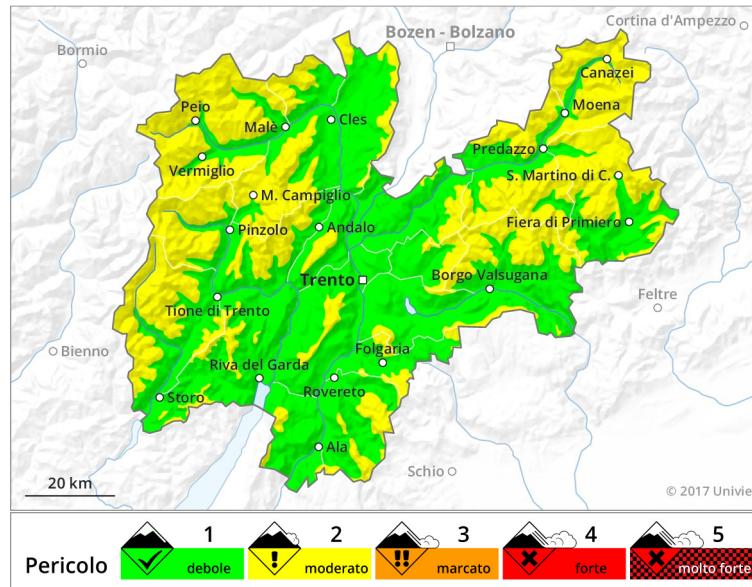 Cortina d'Ampezzo
Bozen - Bolzano
Bormio
Canazei
Peio
Moena
Malè
Cles
Predazzo
Vermiglio
S. Martino di C.
M. Campiglio
Pinzolo
Andalo
Fiera di Primiero
Trento
Borgo Valsugana
Feltre
Tione di Trento
Bienno
Folgaria
Riva del Garda
Storo
Rovereto
Ala
Schio
20 km
© 2017 Univie
Pericolo
1
debole
2
moderato
3
marcato
4
forte
5
molto forte